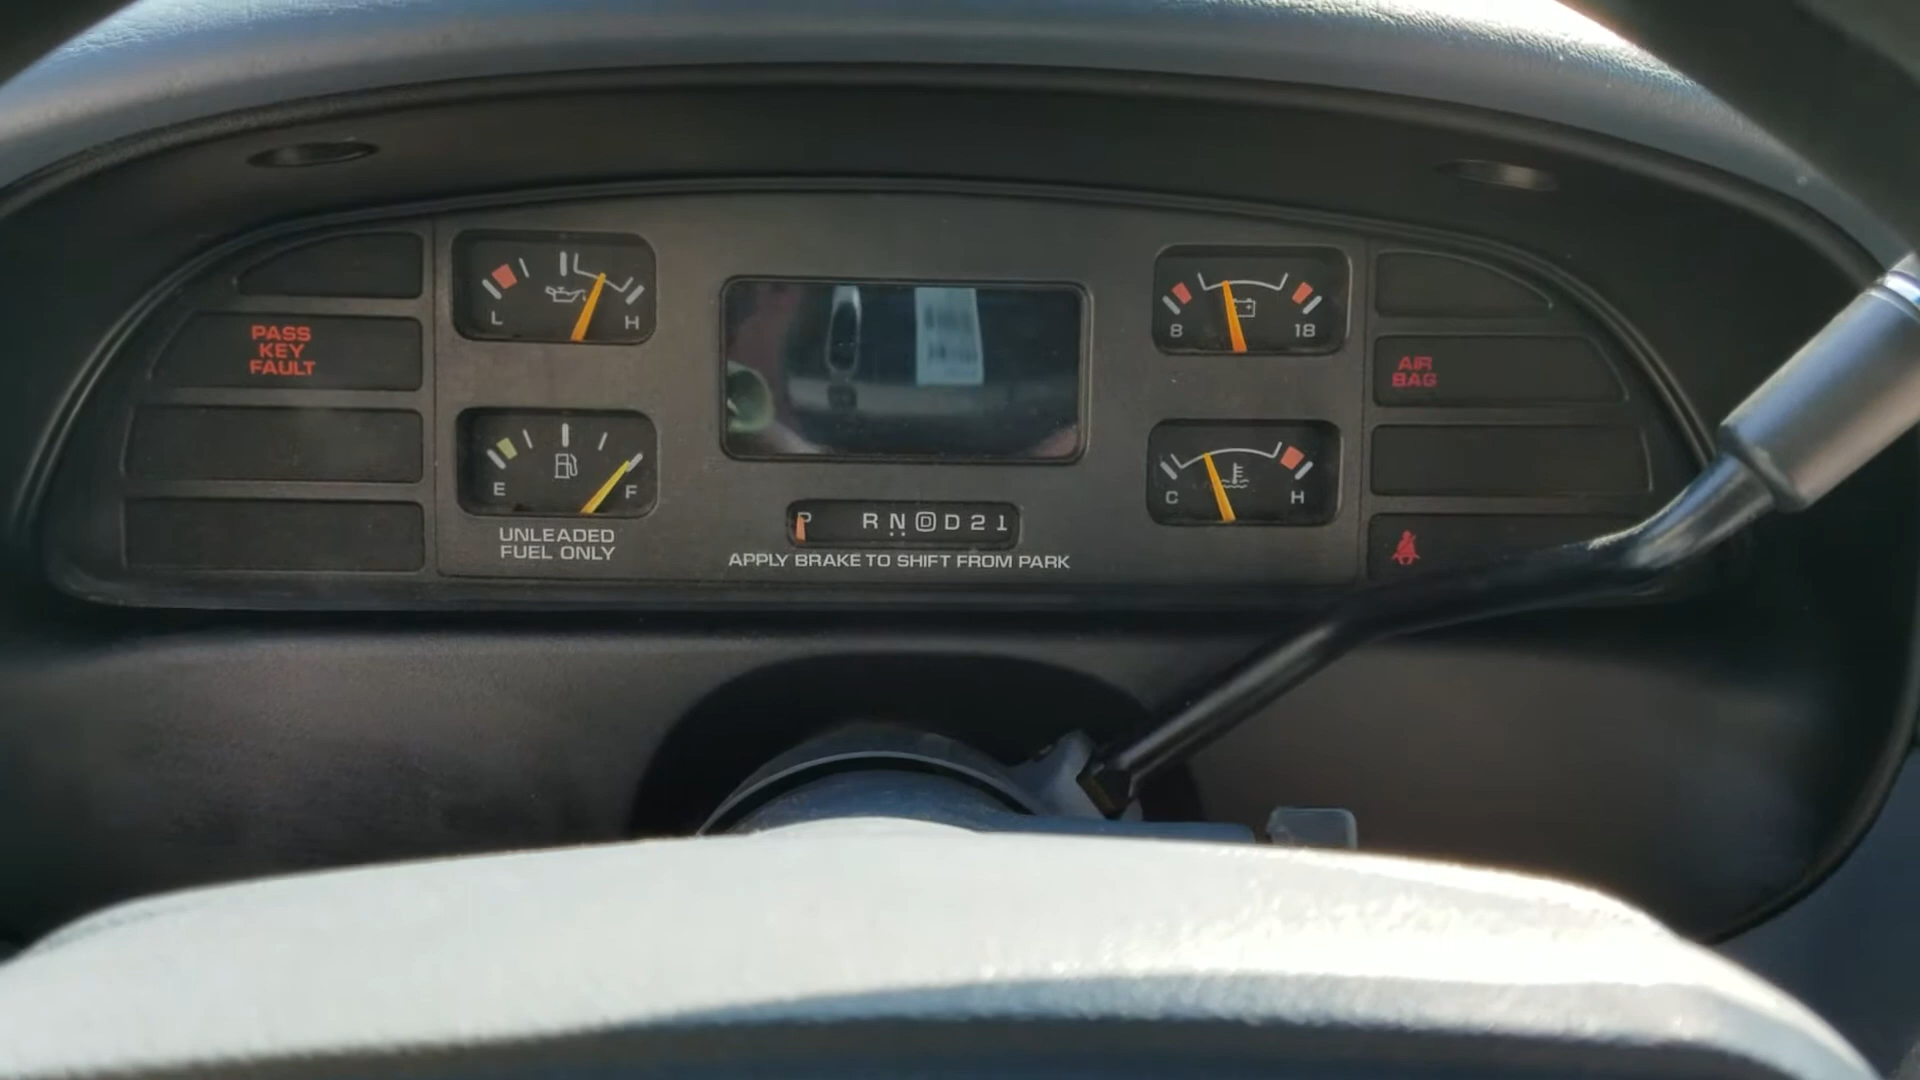 PASS
KEY
FAULT
L H
8 18
AIR
BAG
E F
C H
UNLEADED
FUEL ONLY
P R N D D 2 1
APPLY BRAKE TO SHIFT FROM PARK